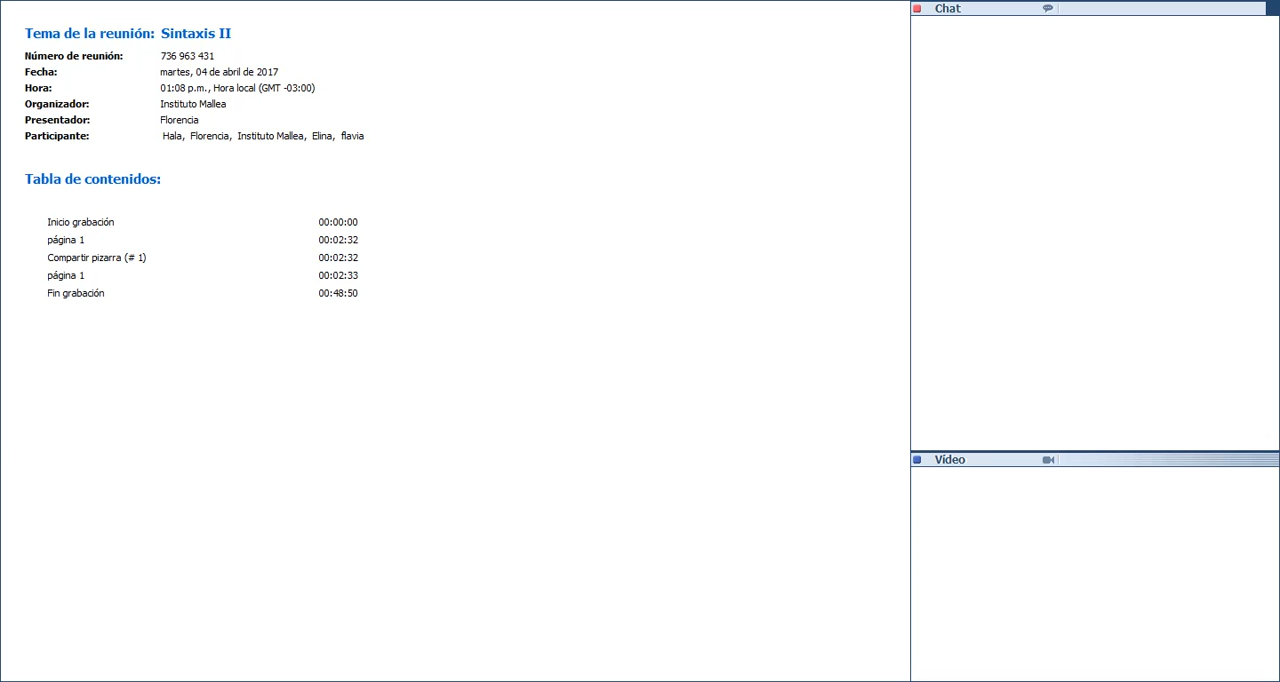 Tema de la reunión: Sintaxis II
Número de reunión: 736 963 431
Fecha: martes, 04 de abril de 2017
Hora: 01:08 p.m., Hora local (GMT -03:00)
Organizador: Instituto Mallea
Presentador: Florencia
Participante: Hala, Florencia, Instituto Mallea, Elina, flavia
Tabla de contenidos:
Inicio grabación 00:00:00
página 1 00:02:32
Compartir pizarra (# 1) 00:02:32
página 1 00:02:33
Fin grabación 00:48:50
Chat
Vídeo